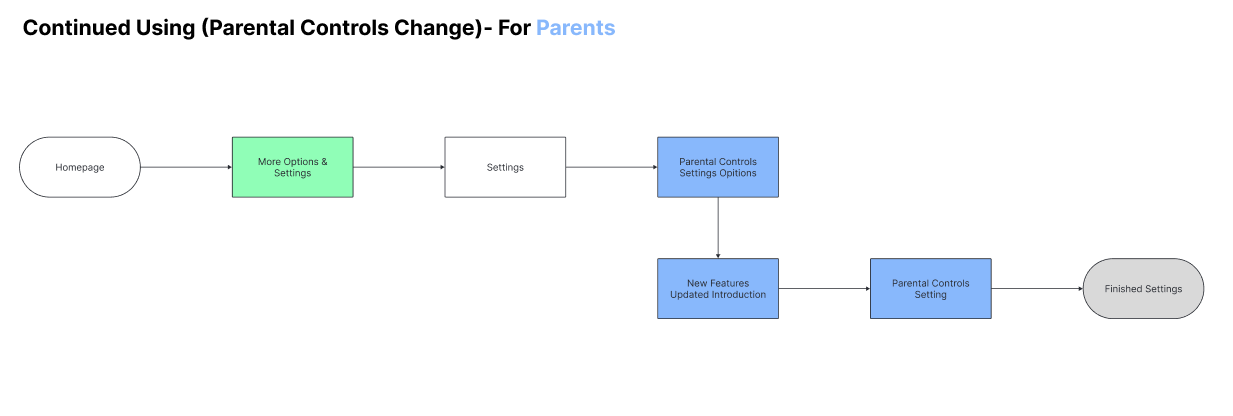 Continued Using (Parental Controls Change)- For Parents
Homepage
More Options &
Settings
Settings
Parental Controls
Settings Opitions
New Features
Updated Introduction
Parental Controls
Setting
Finished Settings